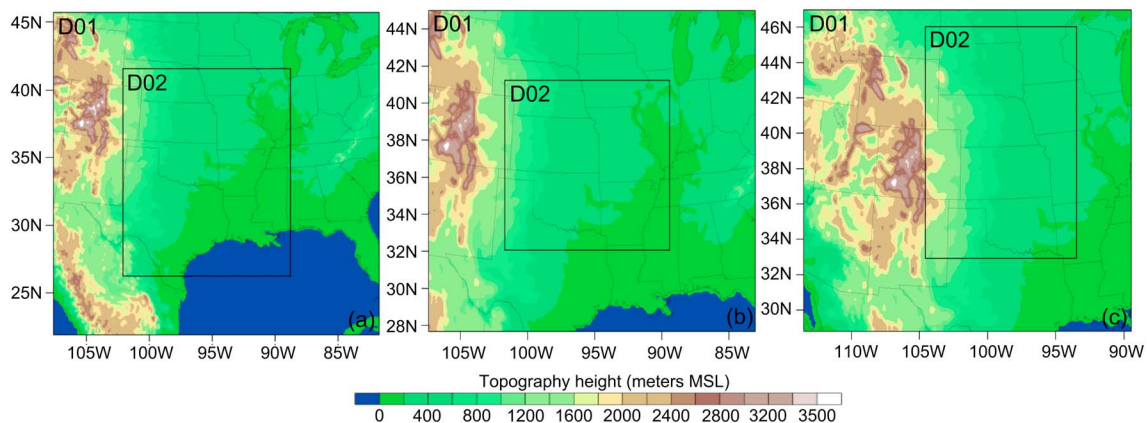 D01
D02
45N
40N
35N
30N
25N
105W 100W 95W 90W 85W
(a)
D01
D02
44N
42N
40N
38N
36N
34N
32N
30N
28N
105W 100W 95W 90W 85W
(b)
D01
D02
46N
44N
42N
40N
38N
36N
34N
32N
30N
110W 105W 100W 95W 90W
(c)
Topography height (meters MSL)
0 400 800 1200 1600 2000 2400 2800 3200 3500